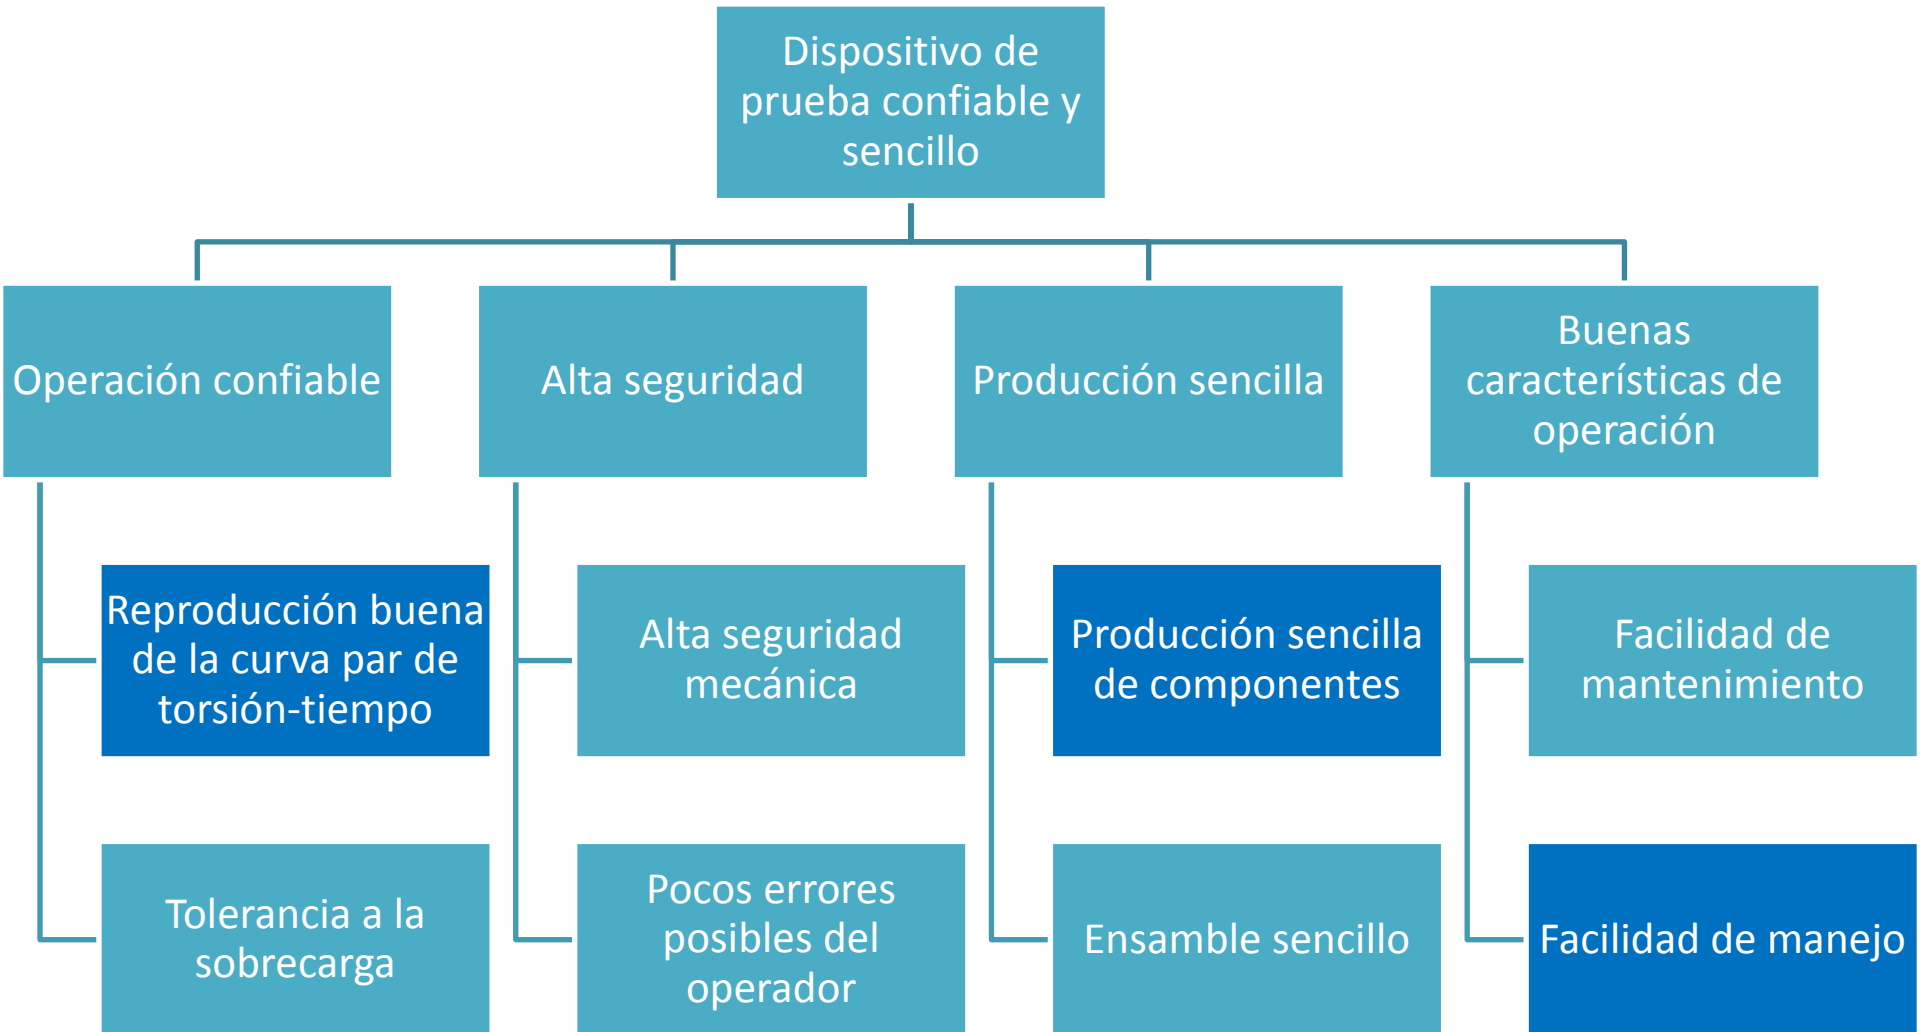 Dispositivo de
prueba confiable y
sencillo
Operación confiable
Alta seguridad
Producción sencilla
Buenas
características de
operación
Reproducción buena
de la curva par de
torsión-tiempo
Alta seguridad
mecánica
Producción sencilla
de componentes
Facilidad de
mantenimiento
Tolerancia a la
sobrecarga
Pocos errores
posibles del
operador
Ensamble sencillo
Facilidad de manejo